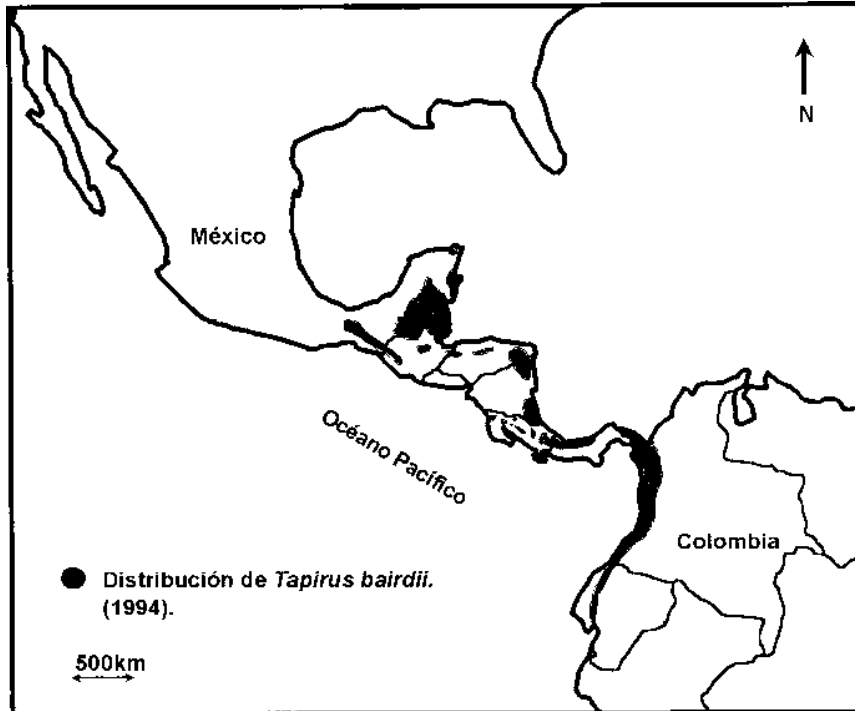 N
México
Océano Pacífico
Colombia
Distribución de Tapirus bairdii.
(1994).
500km